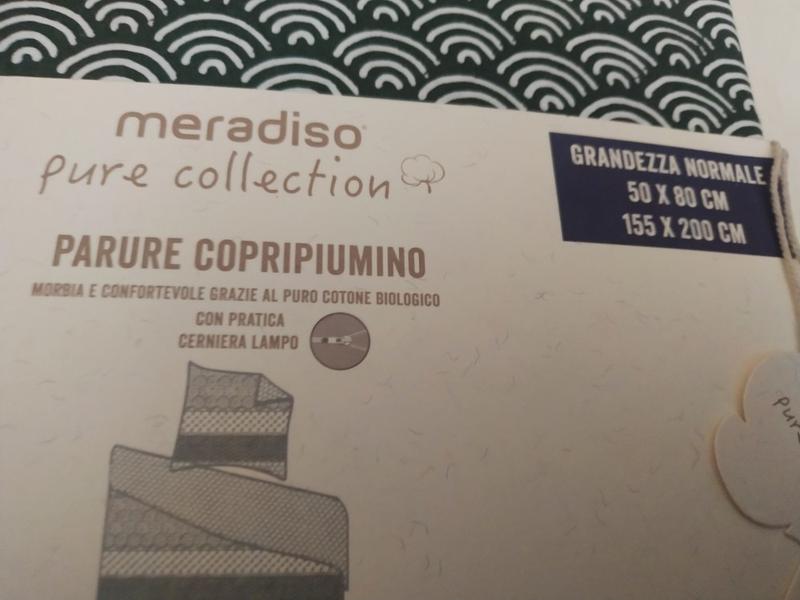 meradiso
pure collection
GRANDEZZA NORMALE
50 X 80 CM
155 X 200 CM
PARURE COPRIPIUMINO
MORBIA E CONFORTEVOLE GRAZIE AL PURO COTONE BIOLOGICO
CON PRATICA
CERNIERA LAMPO